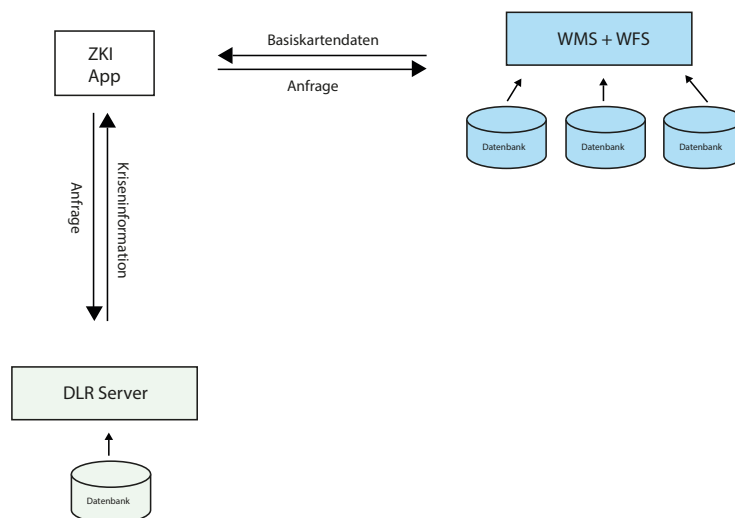 ZKI
App
Basiskartendaten
Anfrage
WMS + WFS
Datenbank
Datenbank
Datenbank
Anfrage
Kriseninformation
DLR Server
Datenbank